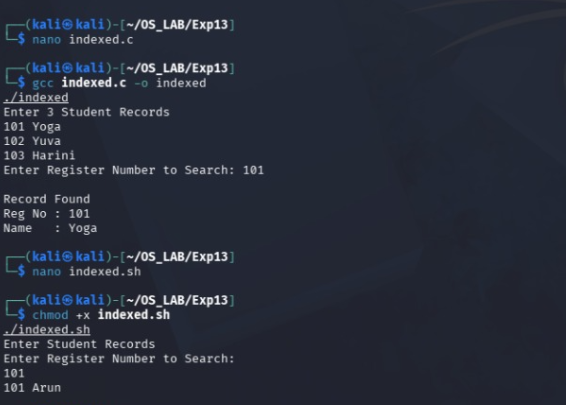 ┌──(kali㉿kali)-[~/OS_LAB/Exp13]
└─$ nano indexed.c
┌──(kali㉿kali)-[~/OS_LAB/Exp13]
└─$ gcc indexed.c -o indexed
./indexed
Enter 3 Student Records
101 Yoga
102 Yuva
103 Harini
Enter Register Number to Search: 101
Record Found
Reg No : 101
Name   : Yoga
┌──(kali㉿kali)-[~/OS_LAB/Exp13]
└─$ nano indexed.sh
┌──(kali㉿kali)-[~/OS_LAB/Exp13]
└─$ chmod +x indexed.sh
./indexed.sh
Enter Student Records
Enter Register Number to Search:
101
101 Arun